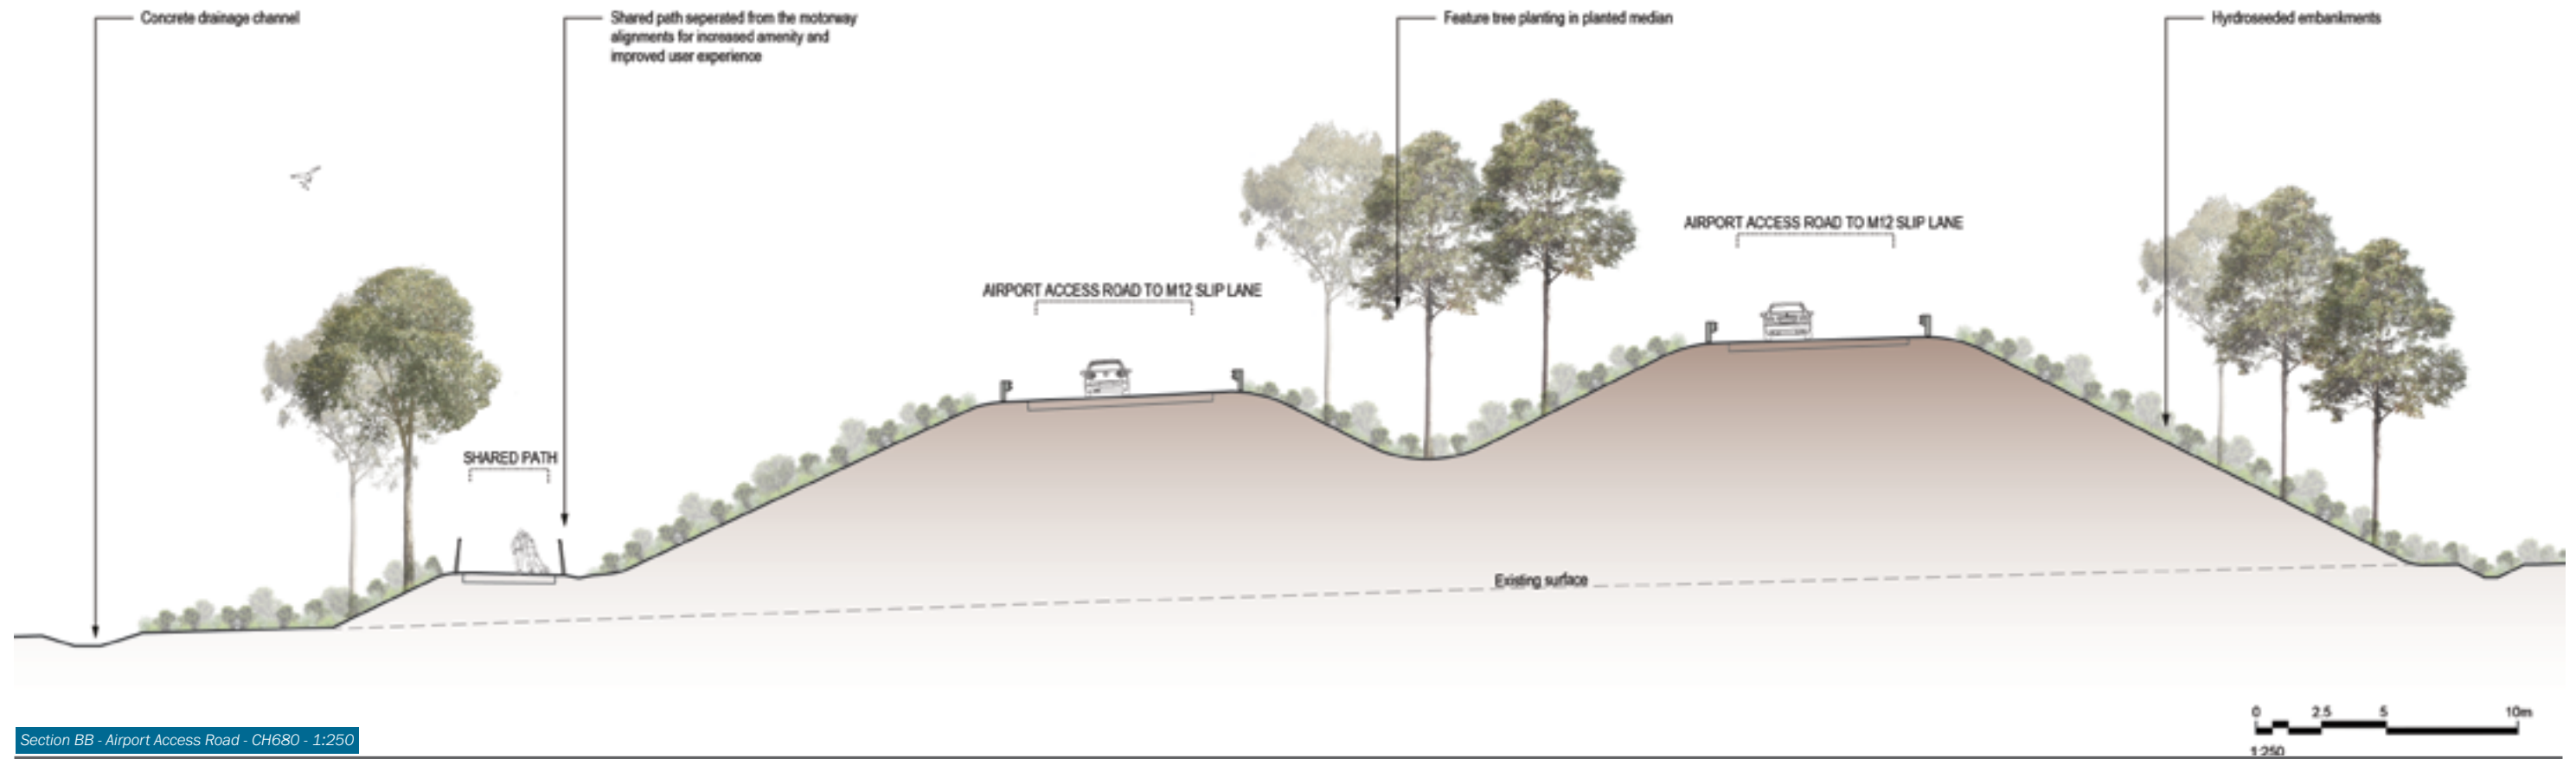 Concrete drainage channel
Shared path seperated from the motorway
alignments for increased amenity and
improved user experience
Feature tree planting in planted median
Hyrdroseeded embankments
AIRPORT ACCESS ROAD TO M12 SLIP LANE
AIRPORT ACCESS ROAD TO M12 SLIP LANE
SHARED PATH
Existing surface
0 2.5 5 10m
1:250
Section BB - Airport Access Road - CH680 - 1:250